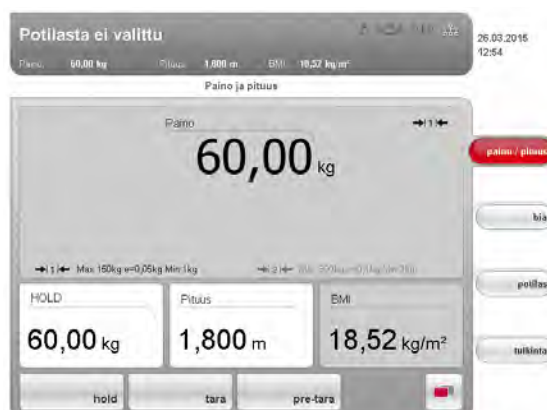 Potilasta ei valittu
Paino: 60,00 kg Pituus: 1,800 m BMI: 18,52 kg/m²
26.03.2015
12:54
Paino ja pituus
Paino
→|1|←
60,00 kg
→|1|← Max 150kg e=0,05kg Min 1kg
→|2|←
HOLD
60,00 kg
Pituus
1,800 m
BMI
18,52 kg/m²
hold tara pre-tara
paino / pituus
bia
potilas
tulkinta